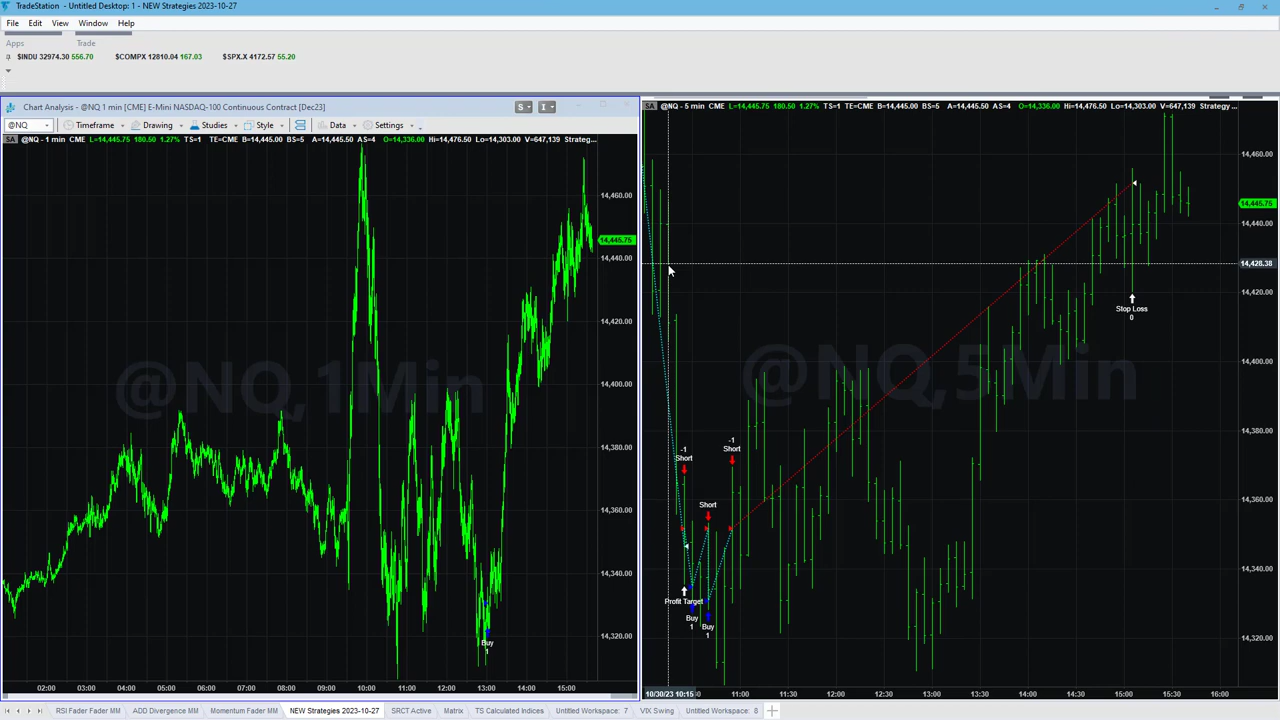 TradeStation - Untitled Desktop: 1 - NEW Strategies 2023-10-27
File Edit View Window Help
Apps Trade
$INDU 32974.30 556.70 $COMPX 12810.04 167.03 $SPX.X 4172.57 55.20
Chart Analysis - @NQ 1 min [CME] E-Mini NASDAQ-100 Continuous Contract [Dec23] S I
@NQ Timeframe Drawing Studies Style Data Settings
SA @NQ - 1 min CME L=14,445.75 180.50 1.27% TS=1 TE=CME B=14,445.00 BS=5 A=14,445.50 AS=4 O=14,336.00 Hi=14,476.50 Lo=14,303.00 V=647,139 Strateg...
14,460.00
14,445.75
14,440.00
14,420.00
14,400.00
@NQ,1Min
14,380.00
14,360.00
14,340.00
14,320.00
Buy
1
02:00 03:00 04:00 05:00 06:00 07:00 08:00 09:00 10:00 11:00 12:00 13:00 14:00 15:00
SA @NQ - 5 min CME L=14,445.75 180.50 1.27% TS=1 TE=CME B=14,445.00 BS=5 A=14,445.50 AS=4 O=14,336.00 Hi=14,476.50 Lo=14,303.00 V=647,139 Strategy ...
14,460.00
14,445.75
14,440.00
14,428.38
14,420.00
Stop Loss
0
14,400.00
@NQ,5Min
14,380.00
-1
Short
-1
Short
14,360.00
Short
14,340.00
Profit Target
Buy
1
Buy
1
14,320.00
10/30/23 10:15 11:00 11:30 12:00 12:30 13:00 13:30 14:00 14:30 15:00 15:30 16:00
RSI Fader Fader MM ADD Divergence MM Momentum Fader MM NEW Strategies 2023-10-27 SRCT Active Matrix TS Calculated Indices Untitled Workspace: 7 VIX Swing Untitled Workspace: 8 +